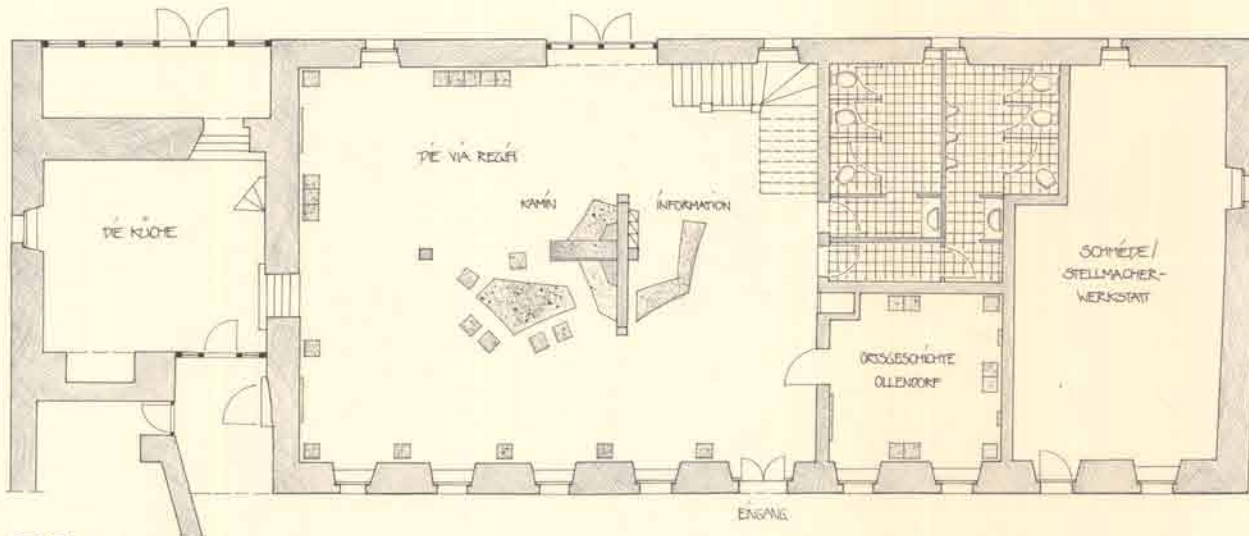 DIE VIA REGIA
KAMIN
INFORMATION
DIE KÜCHE
SCHMIEDE/
STELLMACHER-
WERKSTATT
ORTSGESCHICHTE
OLLENDORF
EINGANG